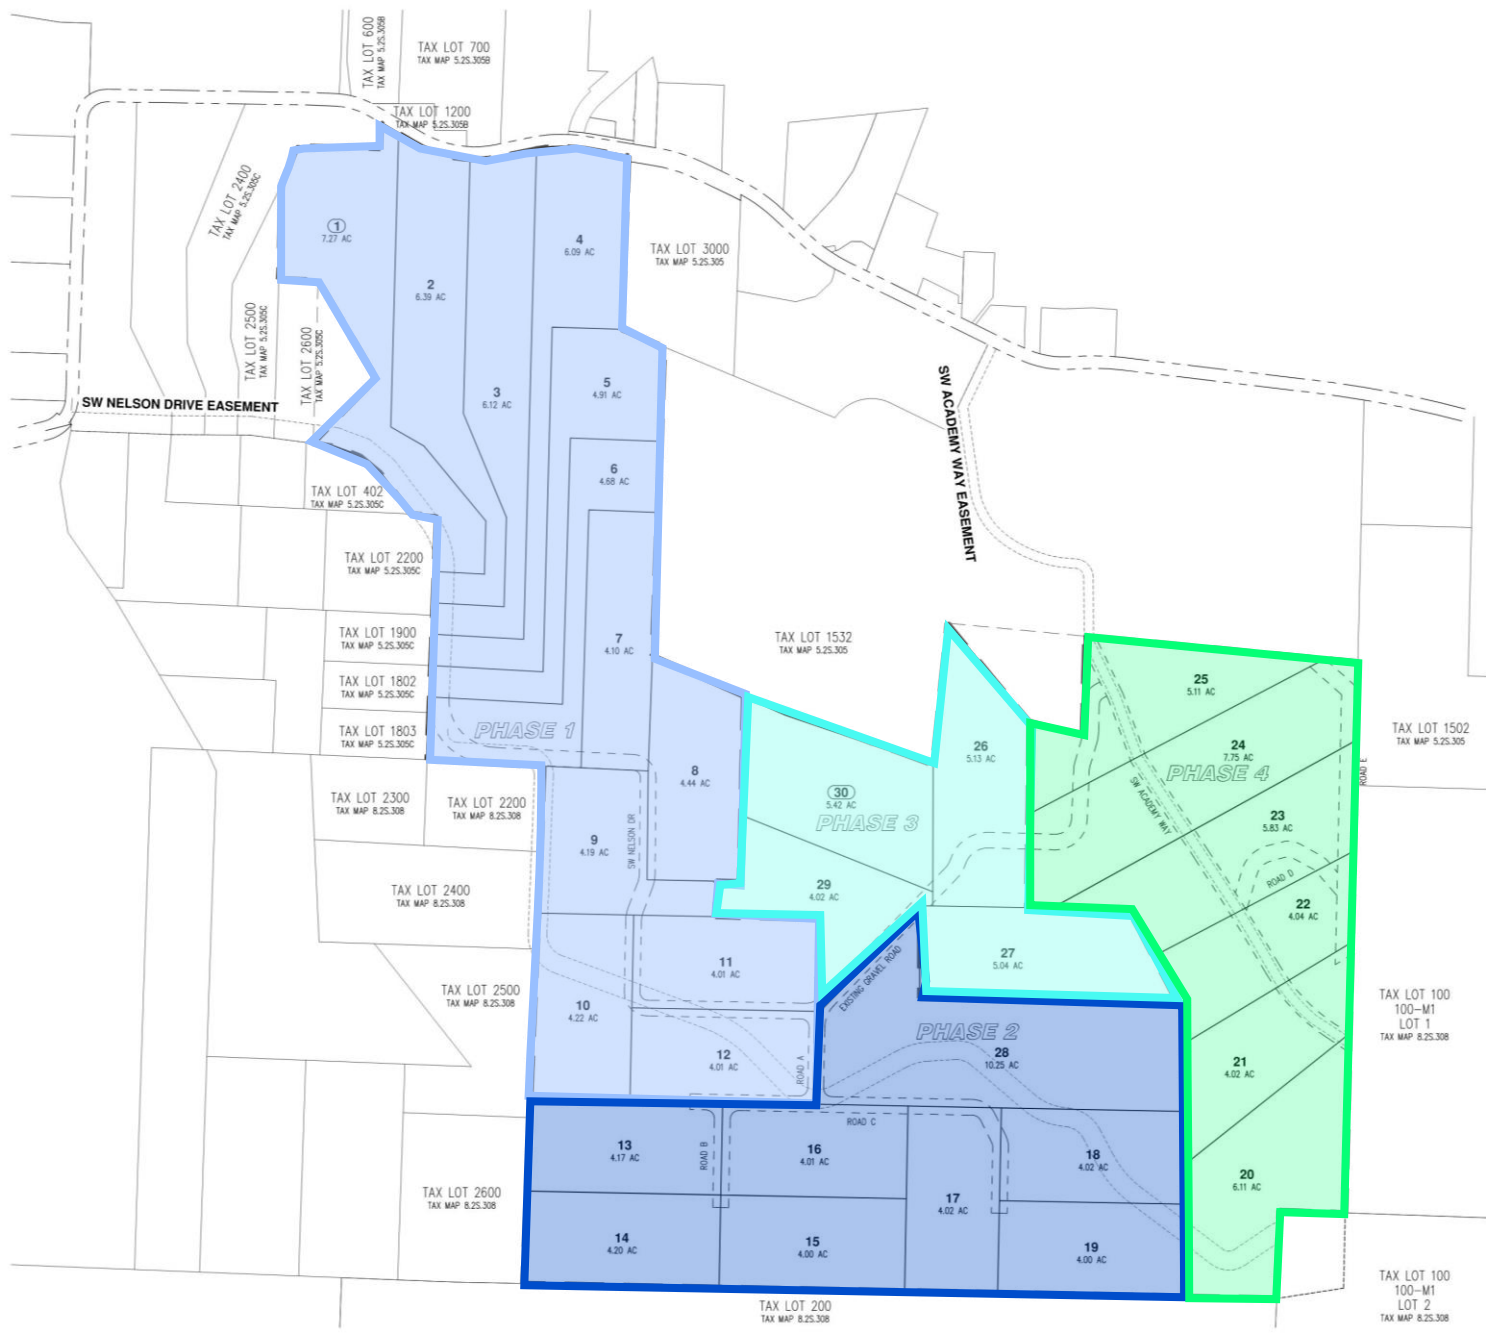 TAX LOT 600
TAX MAP 5.2S.305B
TAX LOT 700
TAX MAP 5.2S.305B
TAX LOT 1200
TAX MAP 5.2S.305B
TAX LOT 2400
TAX MAP 5.2S.305C
1
7.27 AC
2
6.39 AC
3
6.12 AC
4
6.09 AC
TAX LOT 3000
TAX MAP 5.2S.305
TAX LOT 2500
TAX MAP 5.2S.305C
TAX LOT 2600
TAX MAP 5.2S.305C
5
4.91 AC
SW NELSON DRIVE EASEMENT
SW ACADEMY WAY EASEMENT
6
4.68 AC
TAX LOT 402
TAX MAP 5.2S.305C
TAX LOT 2200
TAX MAP 5.2S.305C
TAX LOT 1900
TAX MAP 5.2S.305C
7
4.10 AC
TAX LOT 1532
TAX MAP 5.2S.305
TAX LOT 1802
TAX MAP 5.2S.305C
25
5.11 AC
TAX LOT 1803
TAX MAP 5.2S.305C
PHASE 1
26
5.13 AC
24
7.75 AC
PHASE 4
TAX LOT 1502
TAX MAP 5.2S.305
ROAD E
8
4.44 AC
30
5.42 AC
PHASE 3
SW ACADEMY WAY
TAX LOT 2300
TAX MAP 8.2S.308
TAX LOT 2200
TAX MAP 8.2S.308
9
4.19 AC
SW NELSON DR
23
5.83 AC
TAX LOT 2400
TAX MAP 8.2S.308
29
4.02 AC
ROAD D
22
4.04 AC
11
4.01 AC
27
5.04 AC
EXISTING GRAVEL ROAD
TAX LOT 2500
TAX MAP 8.2S.308
10
4.22 AC
TAX LOT 100
100-M1
LOT 1
TAX MAP 8.2S.308
PHASE 2
28
10.25 AC
12
4.01 AC
ROAD A
21
4.02 AC
13
4.17 AC
ROAD B
16
4.01 AC
ROAD C
18
4.02 AC
20
6.11 AC
TAX LOT 2600
TAX MAP 8.2S.308
17
4.02 AC
14
4.20 AC
15
4.00 AC
19
4.00 AC
TAX LOT 200
TAX MAP 8.2S.308
TAX LOT 100
100-M1
LOT 2
TAX MAP 8.2S.308